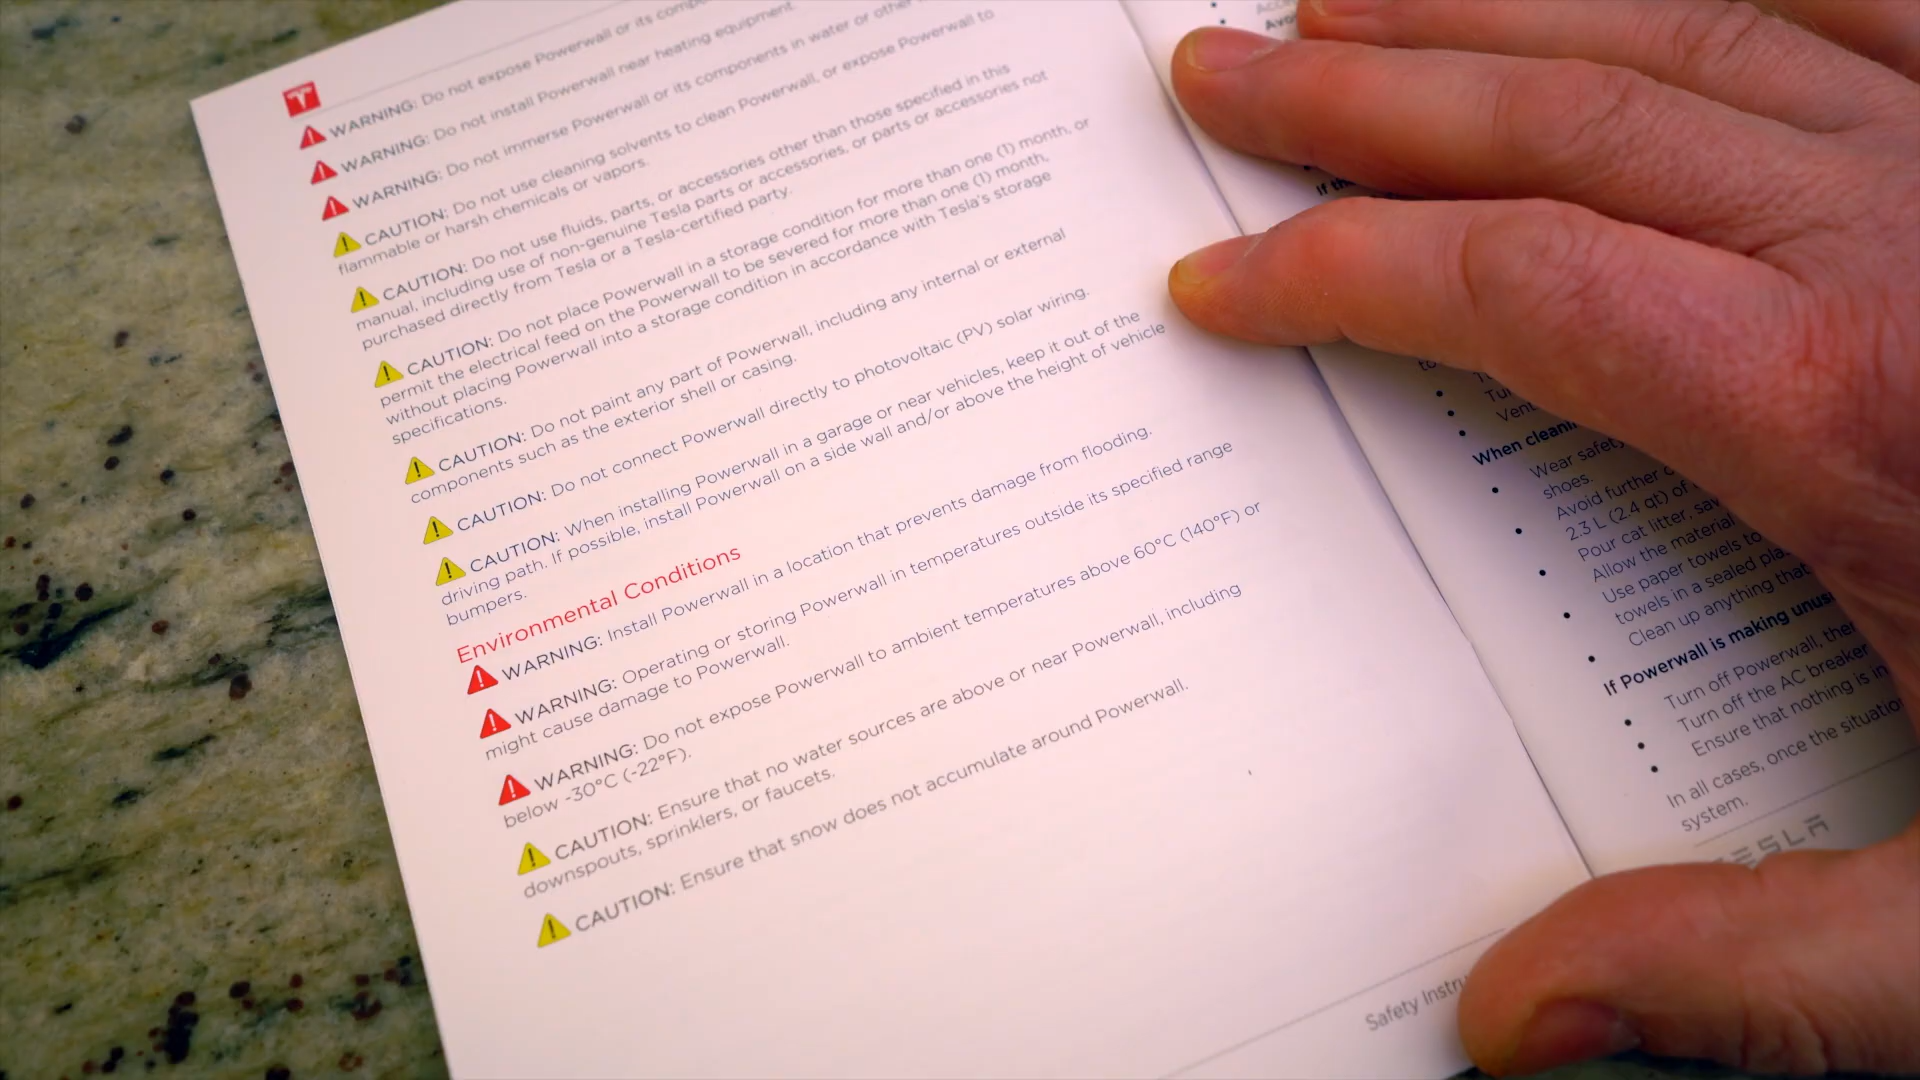 WARNING: Do not expose Powerwall or its
WARNING: Do not install Powerwall near heating equipment.
WARNING: Do not immerse Powerwall or its components in water or other
CAUTION: Do not use cleaning solvents to clean Powerwall, or expose Powerwall to
flammable or harsh chemicals or vapors.
CAUTION: Do not use fluids, parts, or accessories other than those specified in this
manual, including use of non-genuine Tesla parts or accessories, or parts or accessories not
purchased directly from Tesla or a Tesla-certified party.
CAUTION: Do not place Powerwall in a storage condition for more than one (1) month, or
permit the electrical feed on the Powerwall to be severed for more than one (1) month,
without placing Powerwall into a storage condition in accordance with Tesla's storage
specifications.
CAUTION: Do not paint any part of Powerwall, including any internal or external
components such as the exterior shell or casing.
CAUTION: Do not connect Powerwall directly to photovoltaic (PV) solar wiring.
CAUTION: When installing Powerwall in a garage or near vehicles, keep it out of the
driving path. If possible, install Powerwall on a side wall and/or above the height of vehicle
bumpers.
Environmental Conditions
WARNING: Install Powerwall in a location that prevents damage from flooding.
WARNING: Operating or storing Powerwall in temperatures outside its specified range
might cause damage to Powerwall.
WARNING: Do not expose Powerwall to ambient temperatures above 60°C (140°F) or
below -30°C (-22°F).
CAUTION: Ensure that no water sources are above or near Powerwall, including
downspouts, sprinklers, or faucets.
CAUTION: Ensure that snow does not accumulate around Powerwall.
Safety
to
When
Wear safety
shoes.
Avoid further
2.3 L (2.4 qt) of
Pour cat litter,
Allow the material
Use paper towels to
towels in a sealed
Clean up anything that
If Powerwall is making
Turn off Powerwall,
Turn off the AC breaker
Ensure that nothing is
In all cases, once the
system.
TESLA